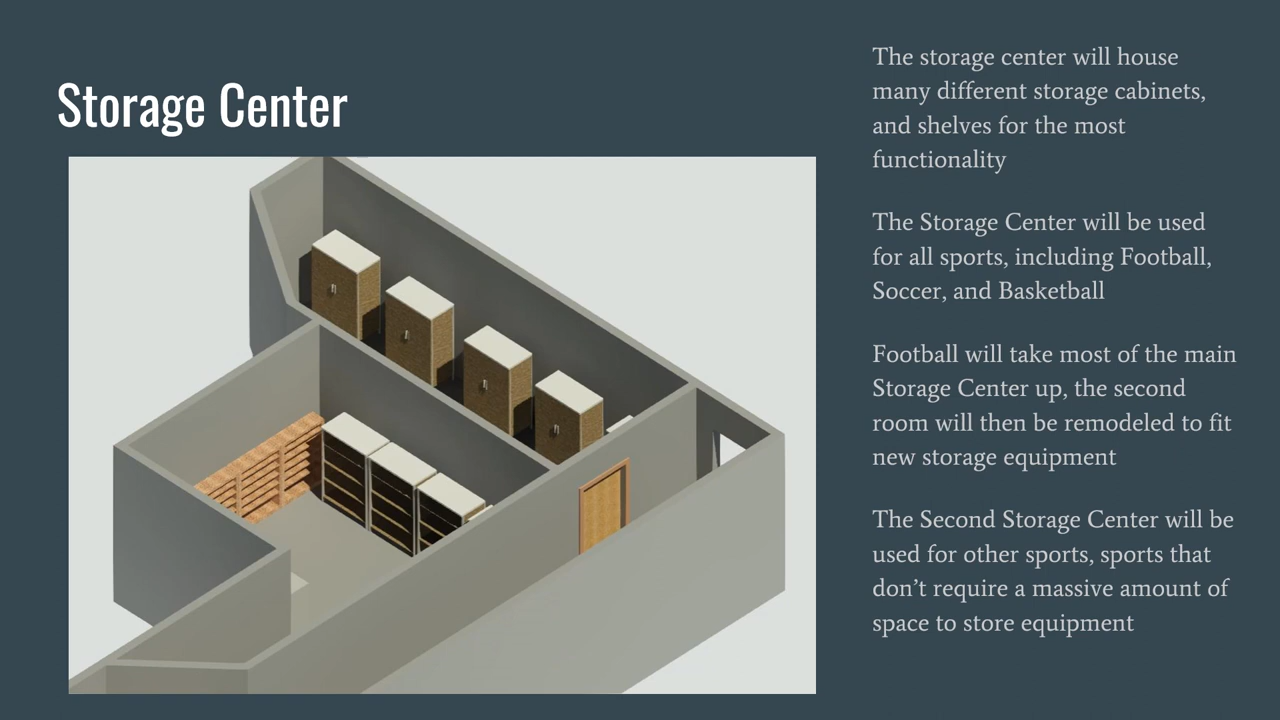 Storage Center
The storage center will house
many different storage cabinets,
and shelves for the most
functionality
The Storage Center will be used
for all sports, including Football,
Soccer, and Basketball
Football will take most of the main
Storage Center up, the second
room will then be remodeled to fit
new storage equipment
The Second Storage Center will be
used for other sports, sports that
don’t require a massive amount of
space to store equipment